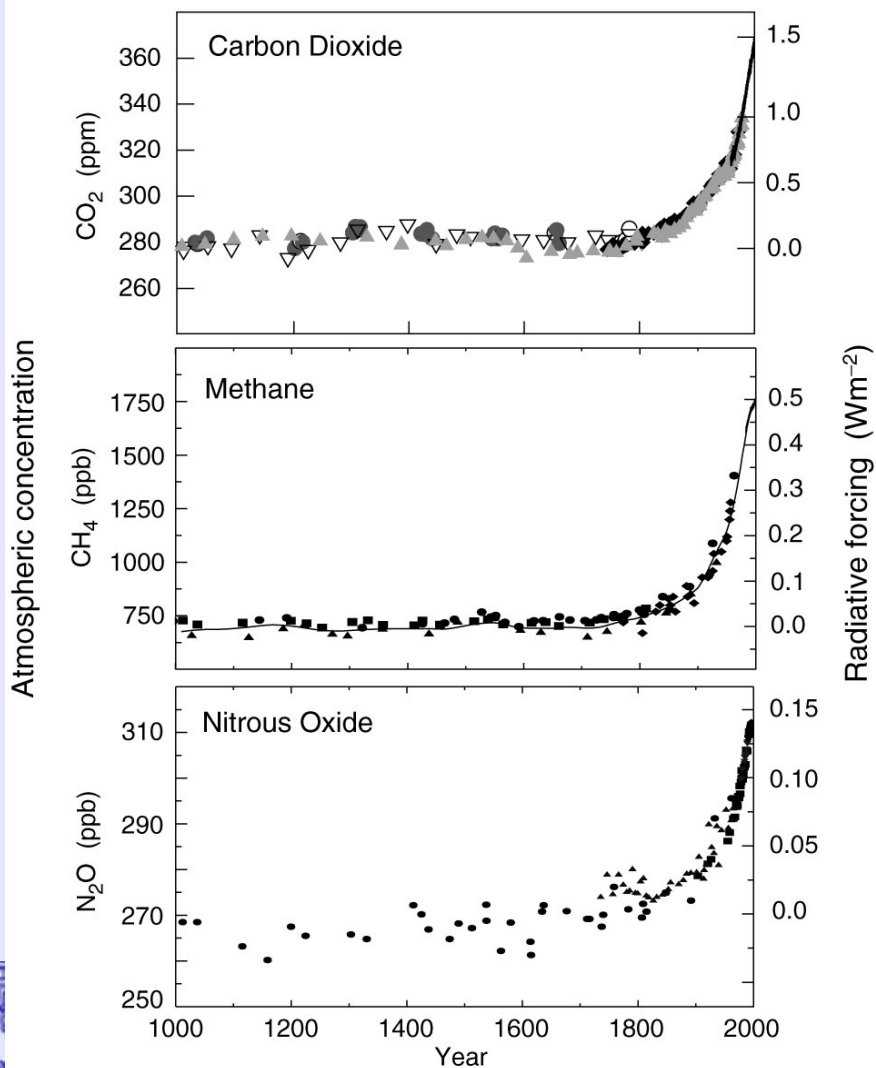 Atmospheric concentration
Radiative forcing (Wm⁻²)
Carbon Dioxide
CO₂ (ppm)
360
340
320
300
280
260
1.5
1.0
0.5
0.0
Methane
CH₄ (ppb)
1750
1500
1250
1000
750
0.5
0.4
0.3
0.2
0.1
0.0
Nitrous Oxide
N₂O (ppb)
310
290
270
250
0.15
0.10
0.05
0.0
1000 1200 1400 1600 1800 2000
Year